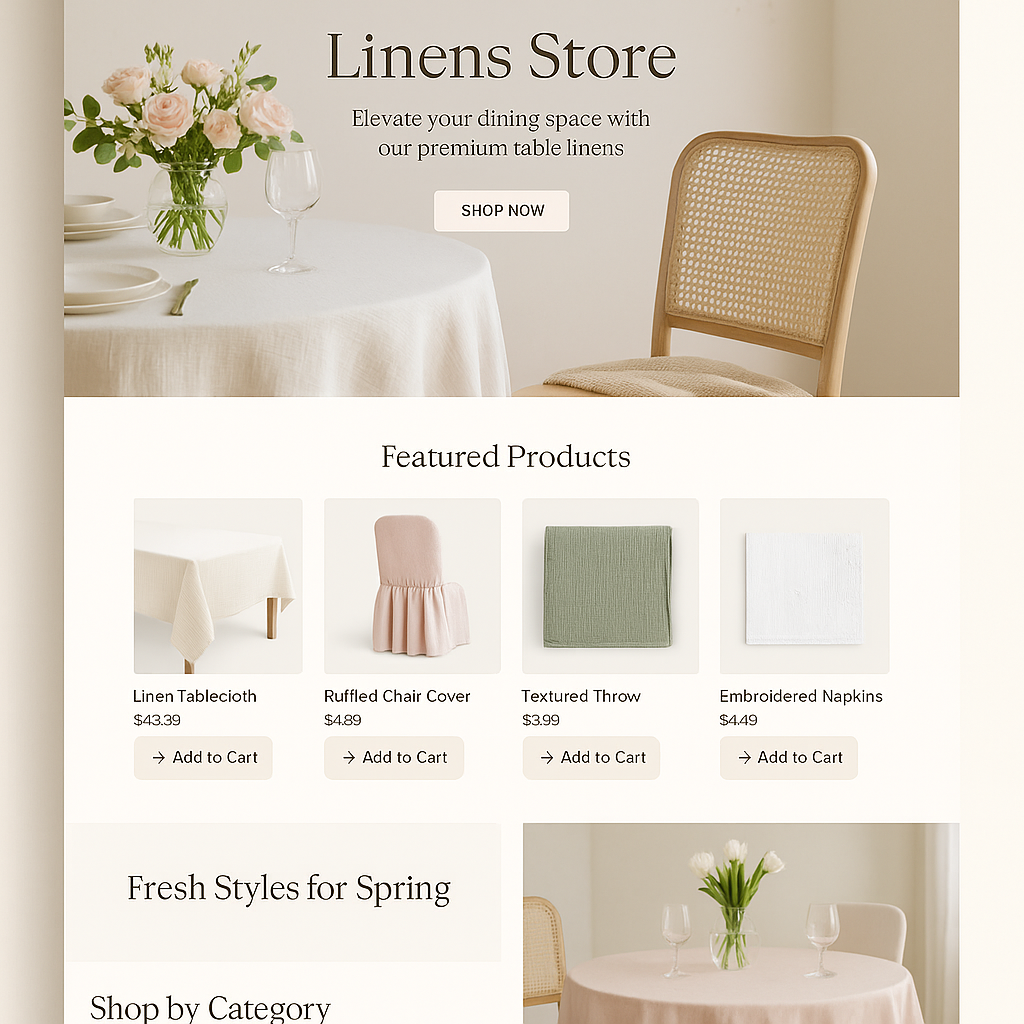 Linens Store
Elevate your dining space with
our premium table linens
SHOP NOW
Featured Products
Linen Tablecloth
$43.39
→ Add to Cart
Ruffled Chair Cover
$4.89
→ Add to Cart
Textured Throw
$3.99
→ Add to Cart
Embroidered Napkins
$4.49
→ Add to Cart
Fresh Styles for Spring
Shop by Category